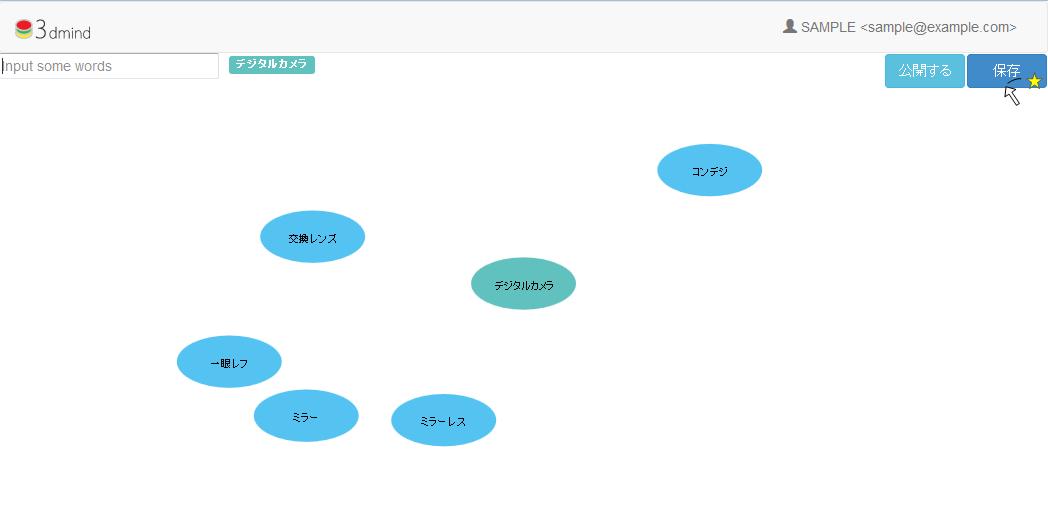 3dmind
SAMPLE <sample@example.com>
Input some words
デジタルカメラ
公開する
保存
コンデジ
交換レンズ
デジタルカメラ
一眼レフ
ミラー
ミラーレス